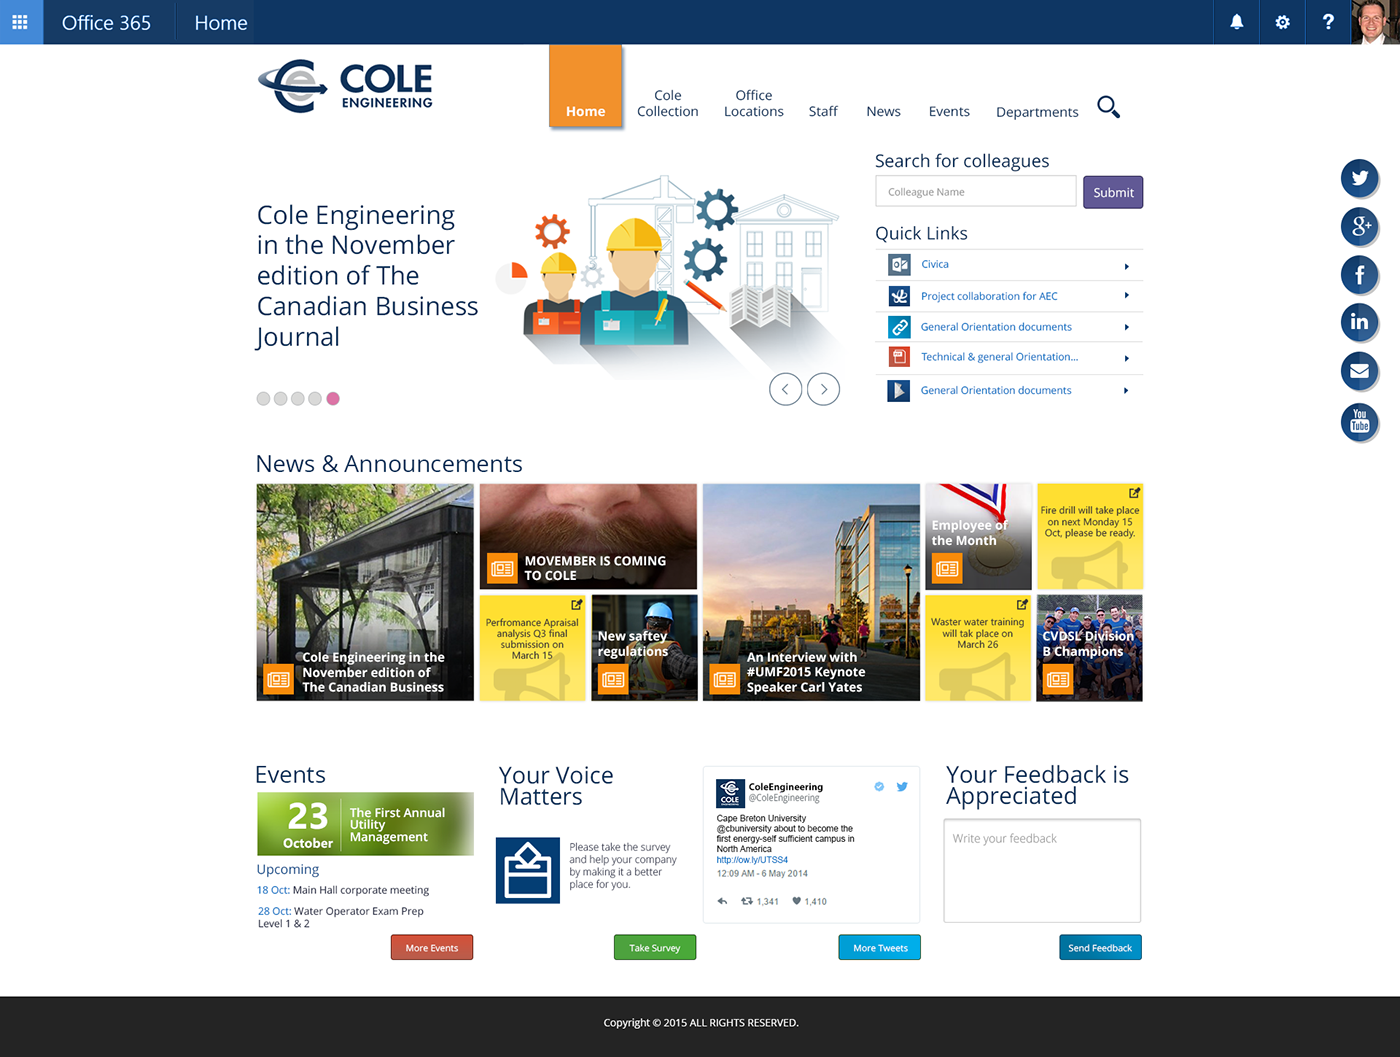 Office 365
Home
?
COLE
ENGINEERING
Home
Cole
Collection
Office
Locations
Staff
News
Events
Departments
Cole Engineering
in the November
edition of The
Canadian Business
Journal
Search for colleagues
Colleague Name
Submit
Quick Links
Civica
Project collaboration for AEC
General Orientation documents
Technical & general Orientation...
General Orientation documents
g+
f
in
You
Tube
News & Announcements
Cole Engineering in the
November edition of
The Canadian Business
MOVEMBER IS COMING
TO COLE
Perfromance Apraisal
analysis Q3 final
submission on
March 15
New saftey
regulations
An Interview with
#UMF2015 Keynote
Speaker Carl Yates
Employee of
the Month
Fire drill will take place
on next Monday 15
Oct, please be ready.
Waster water training
will tak place on
March 26
CVDSL Division
B Champions
Events
23
October
The First Annual
Utility
Management
Upcoming
18 Oct: Main Hall corporate meeting
28 Oct: Water Operator Exam Prep
Level 1 & 2
More Events
Your Voice
Matters
Please take the survey
and help your company
by making it a better
place for you.
Take Survey
COLE
ColeEngineering
@ColeEngineering
Cape Breton University
@cbuniversity about to become the
first energy-self sufficient campus in
North America
http://ow.ly/UTSS4
12:09 AM - 6 May 2014
1,341
1,410
More Tweets
Your Feedback is
Appreciated
Write your feedback
Send Feedback
Copyright © 2015 ALL RIGHTS RESERVED.